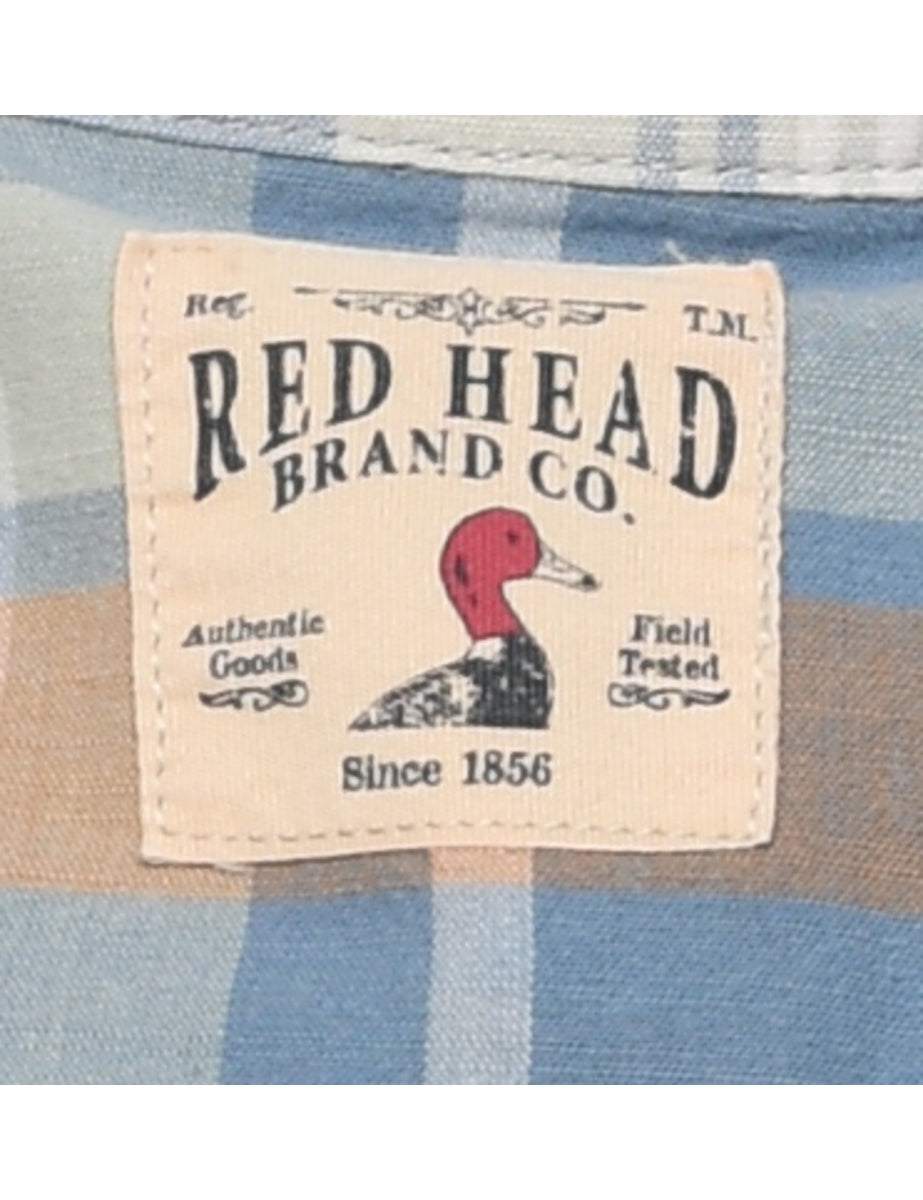 Reg. T.M.
RED HEAD
BRAND CO.
Authentic
Goods
Field
Tested
Since 1856